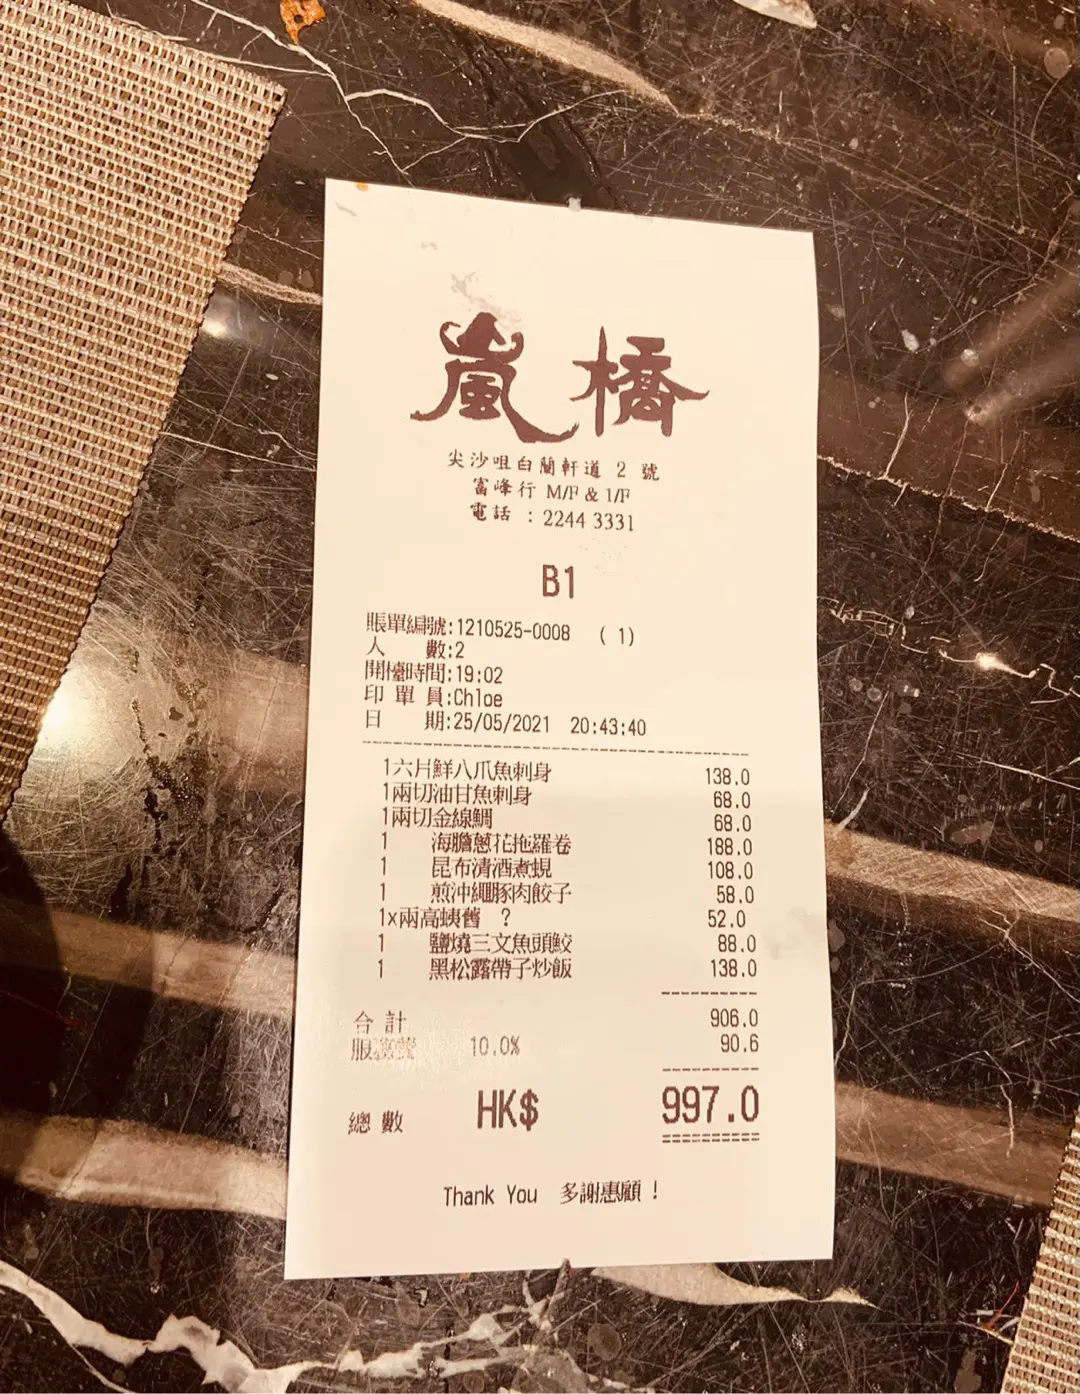 嵐橋
尖沙咀白蘭軒道 2 號
富峰行 M/F & 1/F
電話 : 2244 3331
B1
賬單編號:1210525-0008 ( 1)
人 數:2
開檯時間:19:02
印 單 員:Chloe
日 期:25/05/2021 20:43:40
1六片鮮八爪魚刺身 138.0
1兩切油甘魚刺身 68.0
1兩切金線鯛 68.0
1 海膽蔥花拖羅卷 188.0
1 昆布清酒煮蜆 108.0
1 煎沖繩豚肉餃子 58.0
1x兩高蛦舊 ? 52.0
1 鹽燒三文魚頭鮫 88.0
1 黑松露帶子炒飯 138.0
合 計 906.0
服務費 10.0% 90.6
總 數 HK$ 997.0
Thank You 多謝惠顧 !